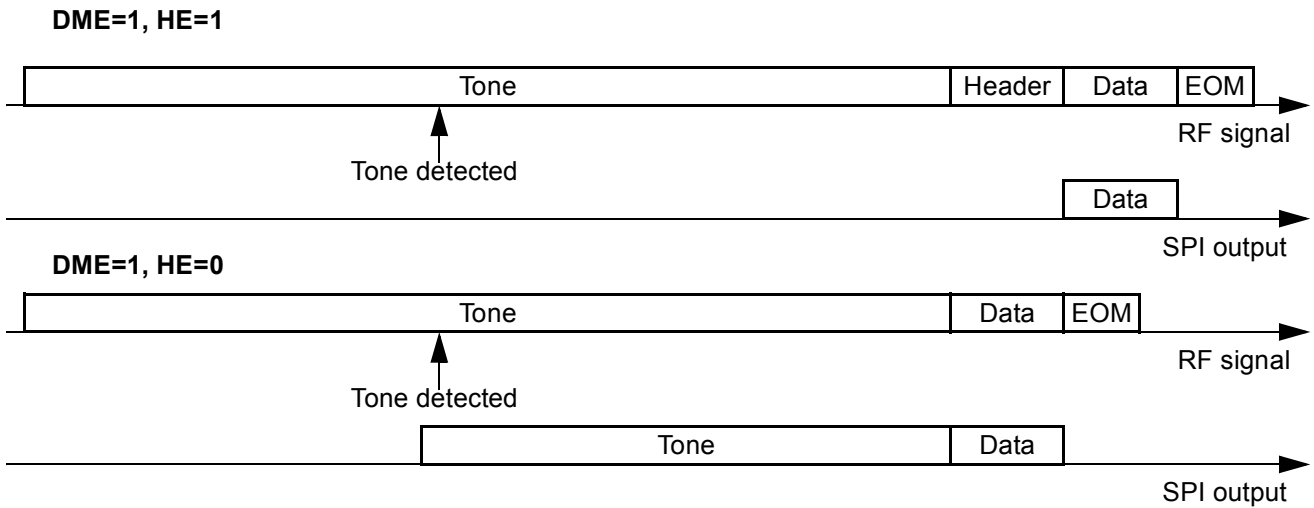 DME=1, HE=1
Tone Header Data EOM
RF signal
Tone detected
Data
SPI output
DME=1, HE=0
Tone Data EOM
RF signal
Tone detected
Tone Data
SPI output